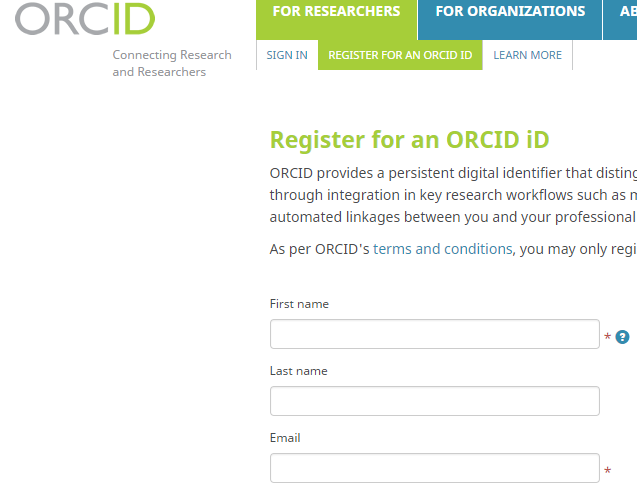 ORCID
FOR RESEARCHERS FOR ORGANIZATIONS
Connecting Research
and Researchers
SIGN IN REGISTER FOR AN ORCID ID LEARN MORE
Register for an ORCID iD
ORCID provides a persistent digital identifier that
through integration in key research workflows such as
automated linkages between you and your professional
As per ORCID's terms and conditions, you may only
First name
* ?
Last name
Email
*